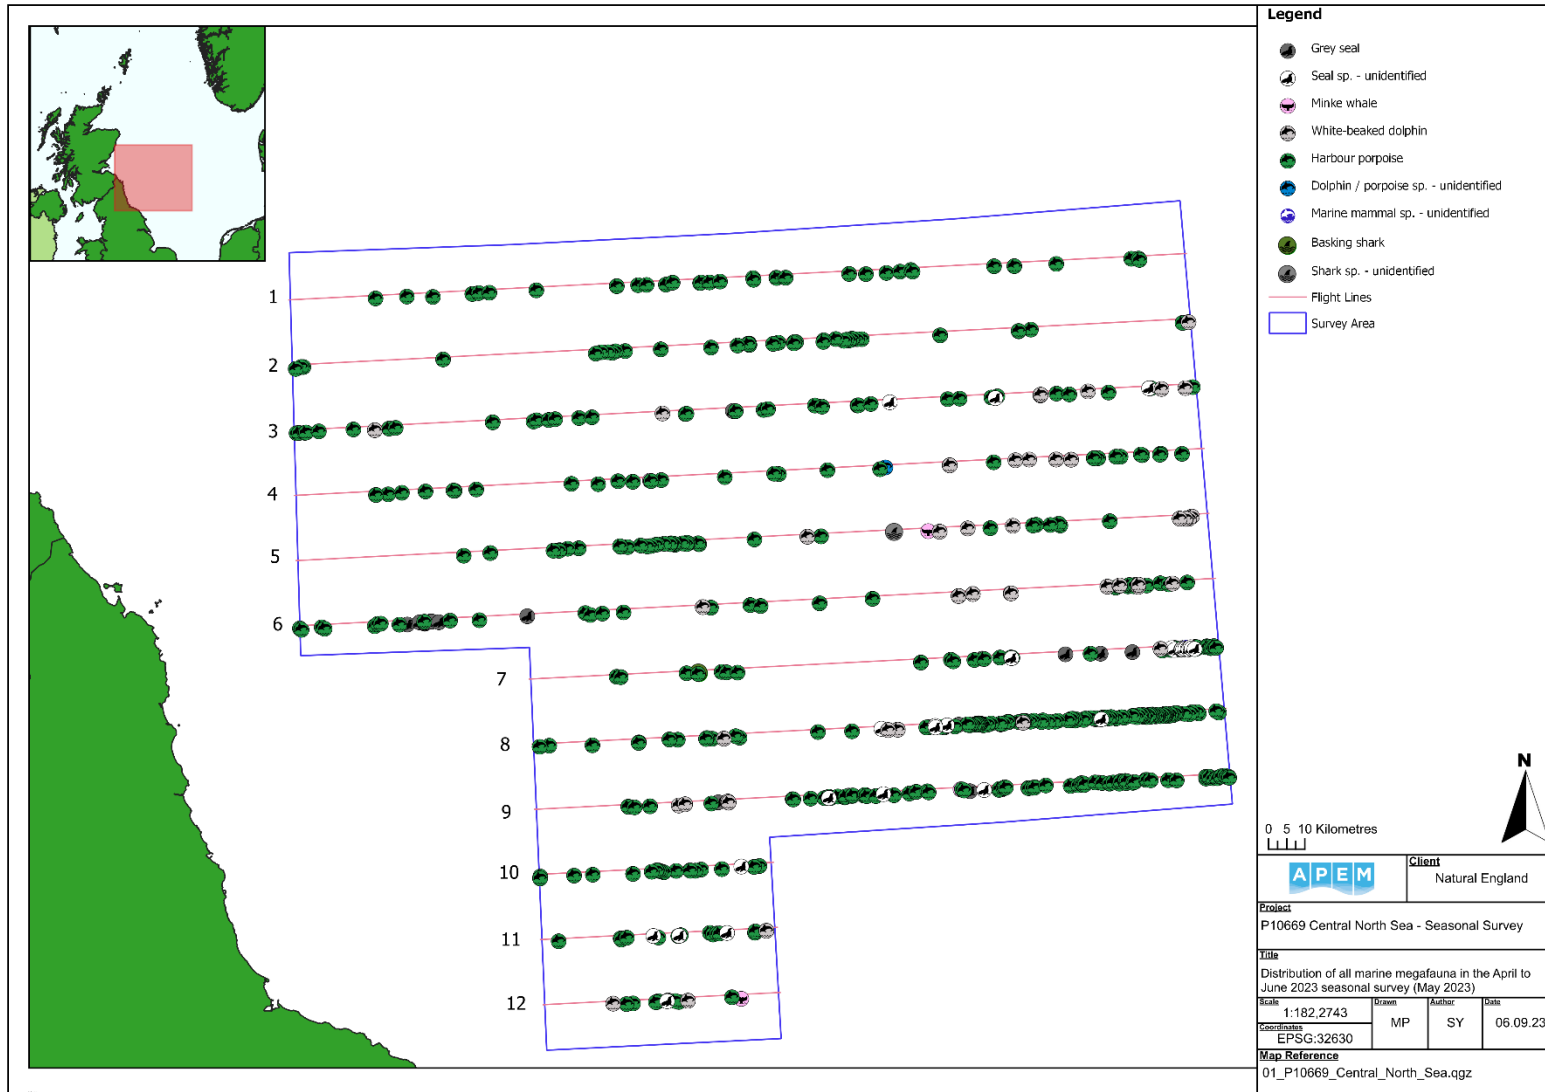 Legend
Grey seal
Seal sp. - unidentified
Minke whale
White-beaked dolphin
Harbour porpoise
Dolphin / porpoise sp. - unidentified
Marine mammal sp. - unidentified
Basking shark
Shark sp. - unidentified
Flight Lines
Survey Area
1
2
3
4
5
6
7
8
9
10
11
12
N
0 5 10 Kilometres
APEM
Client
Natural England
Project
P10669 Central North Sea - Seasonal Survey
Title
Distribution of all marine megafauna in the April to
June 2023 seasonal survey (May 2023)
Scale
1:182,2743
Drawn
MP
Author
SY
Date
06.09.23
Coordinates
EPSG:32630
Map Reference
01_P10669_Central_North_Sea.qgz